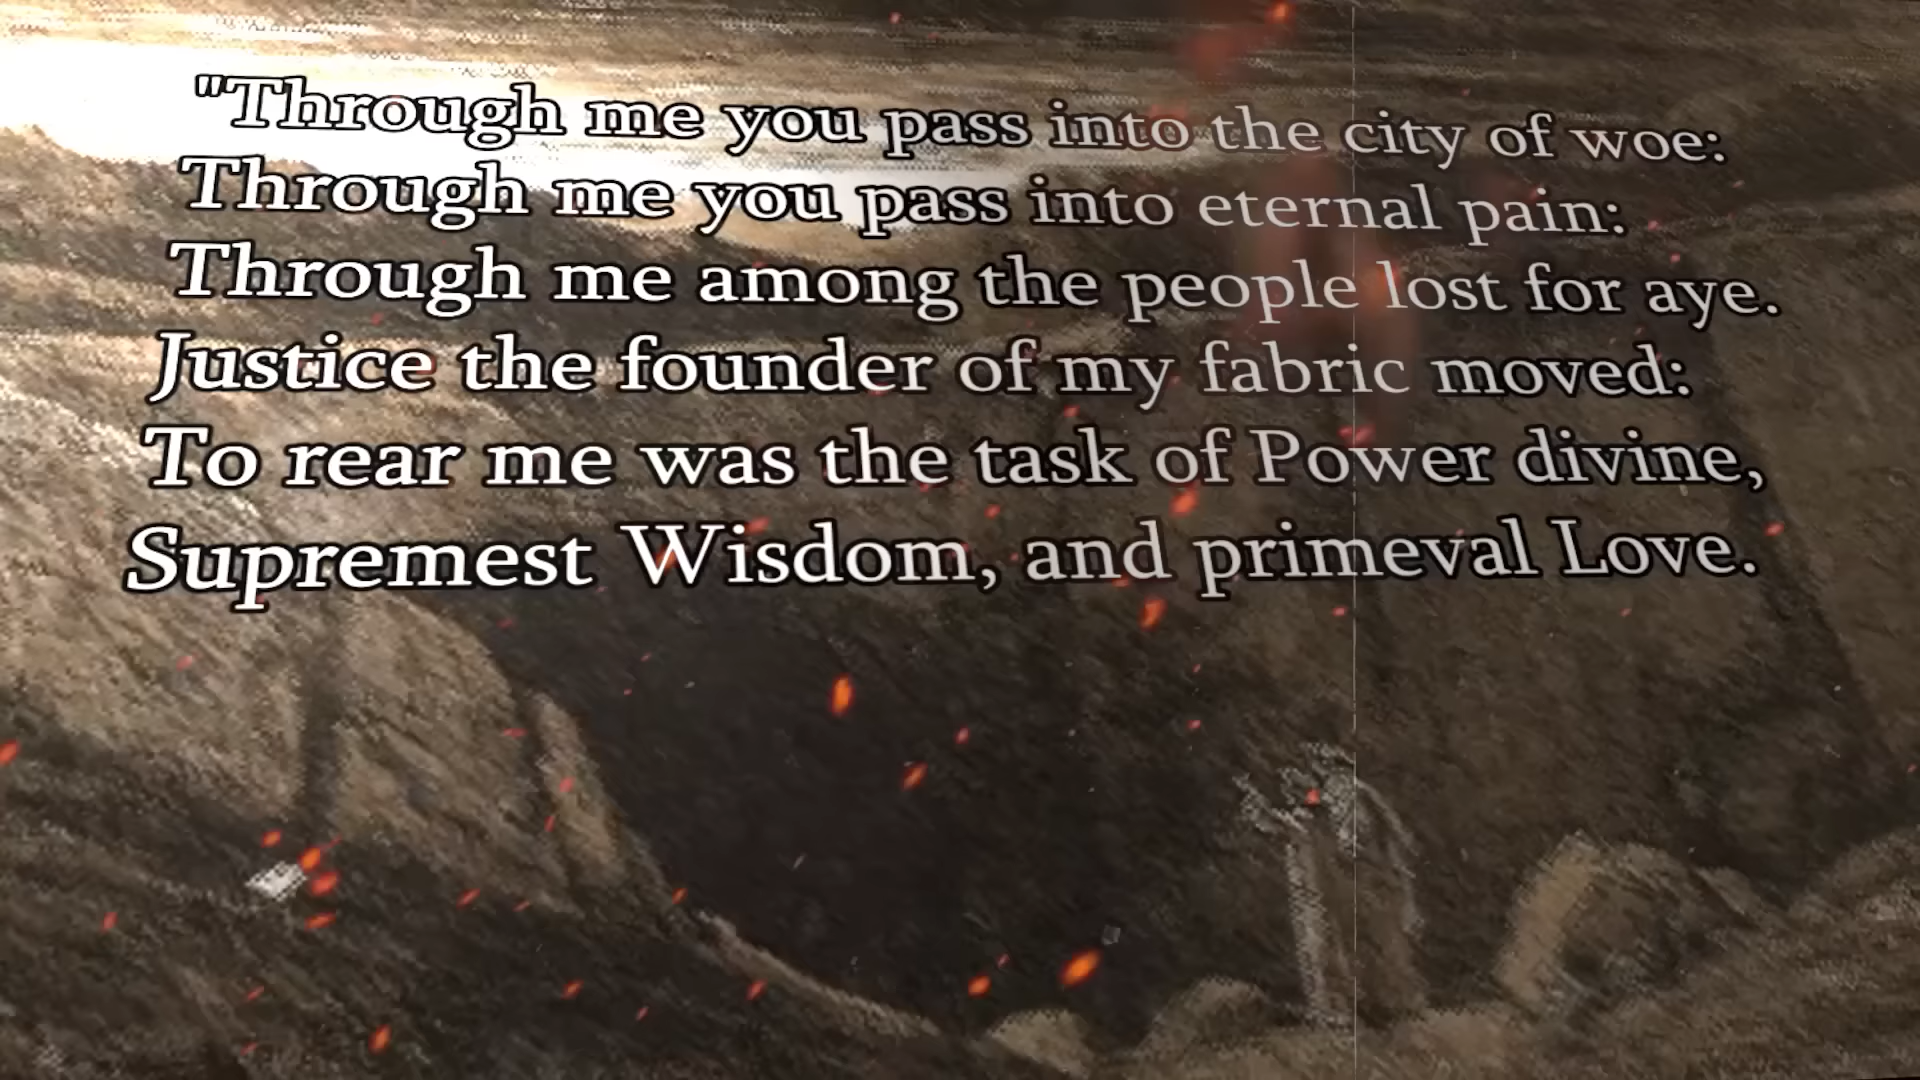 "Through me you pass into the city of woe:
Through me you pass into eternal pain:
Through me among the people lost for aye.
Justice the founder of my fabric moved:
To rear me was the task of Power divine,
Supremest Wisdom, and primeval Love.